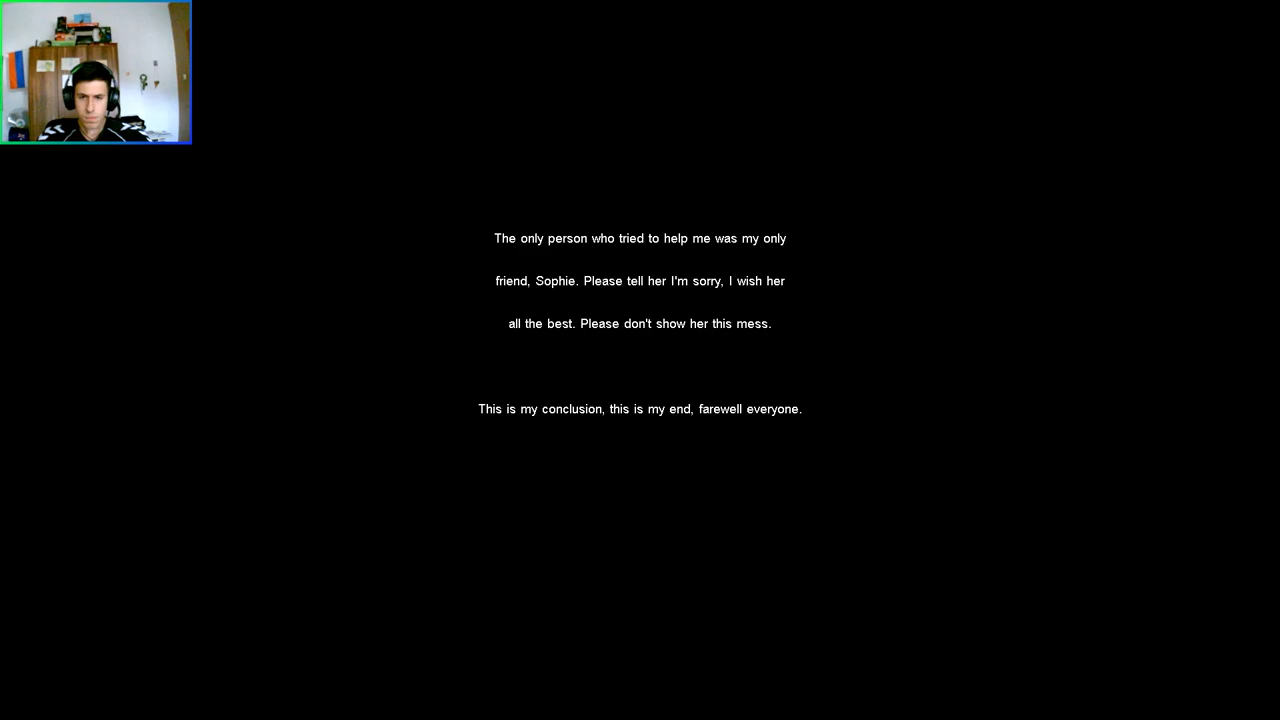 The only person who tried to help me was my only
friend, Sophie. Please tell her I'm sorry, I wish her
all the best. Please don't show her this mess.
This is my conclusion, this is my end, farewell everyone.